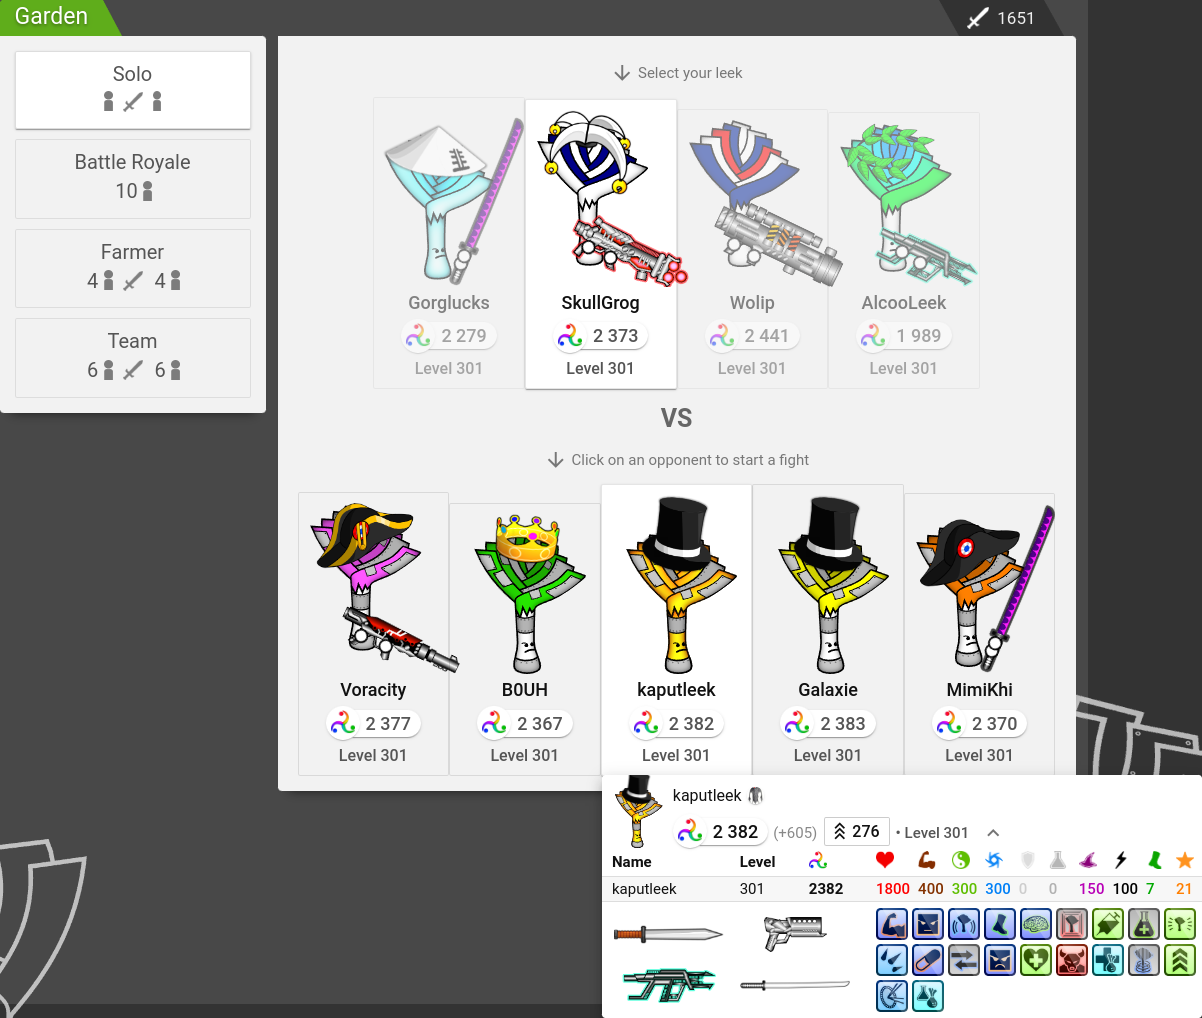 Garden
1651
Solo
Battle Royale
10
Farmer
4 4
Team
6 6
Select your leek
Gorglucks SkullGrog Wolip AlcooLeek
2 279 2 373 2 441 1 989
Level 301 Level 301 Level 301 Level 301
VS
Click on an opponent to start a fight
Voracity B0UH kaputleek Galaxie MimiKhi
2 377 2 367 2 382 2 383 2 370
Level 301 Level 301 Level 301 Level 301 Level 301
kaputleek
2 382 (+605) 276 • Level 301
Name Level
kaputleek 301 2382 1800 400 300 300 0 0 150 100 7 21